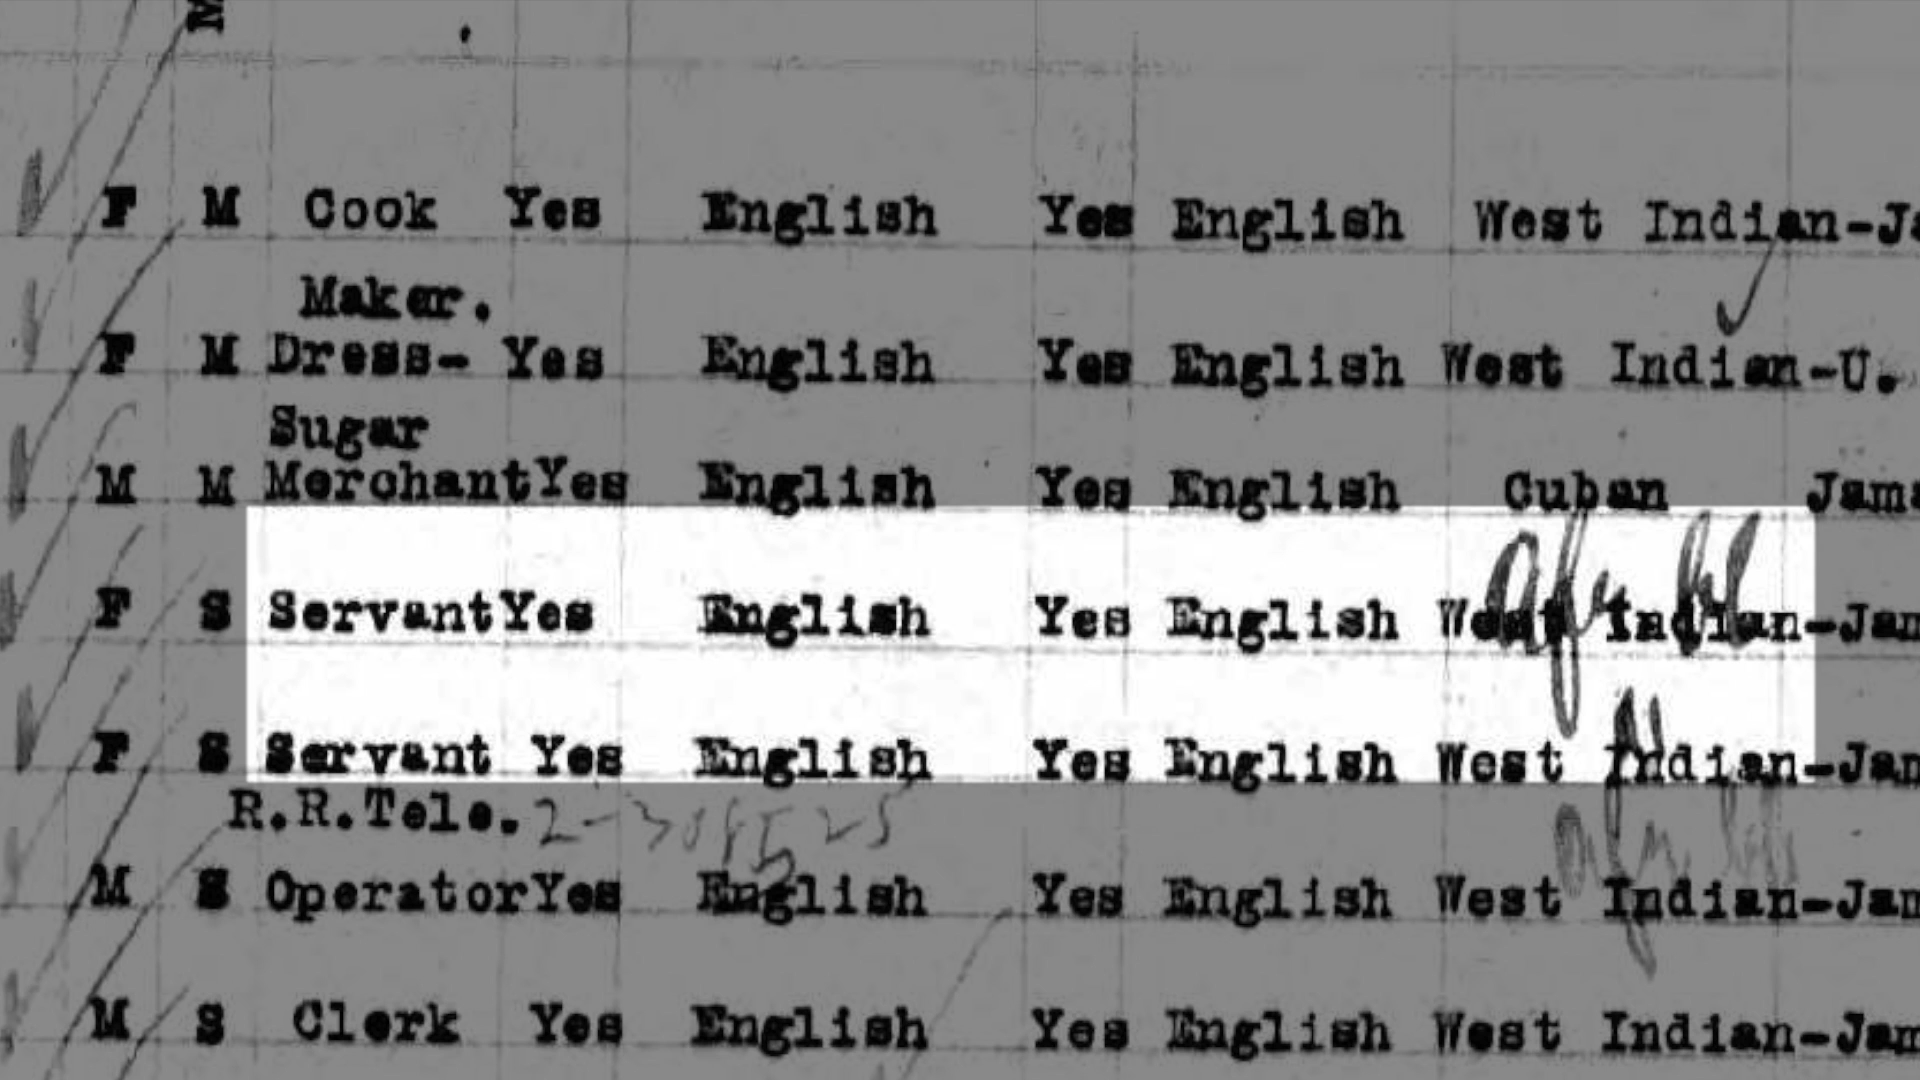 M
F M Cook Yes English Yes English West Indian-Ja
Maker.
F M Dress- Yes English Yes English West Indian-U.
Sugar
M M Merchant Yes English Yes English Cuban Jama
F S Servant Yes English Yes English West Indian-Jam
F S Servant Yes English Yes English West Indian-Jam
R.R.Tele.
M S Operator Yes English Yes English West Indian-Jam
M S Clerk Yes English Yes English West Indian-Jam